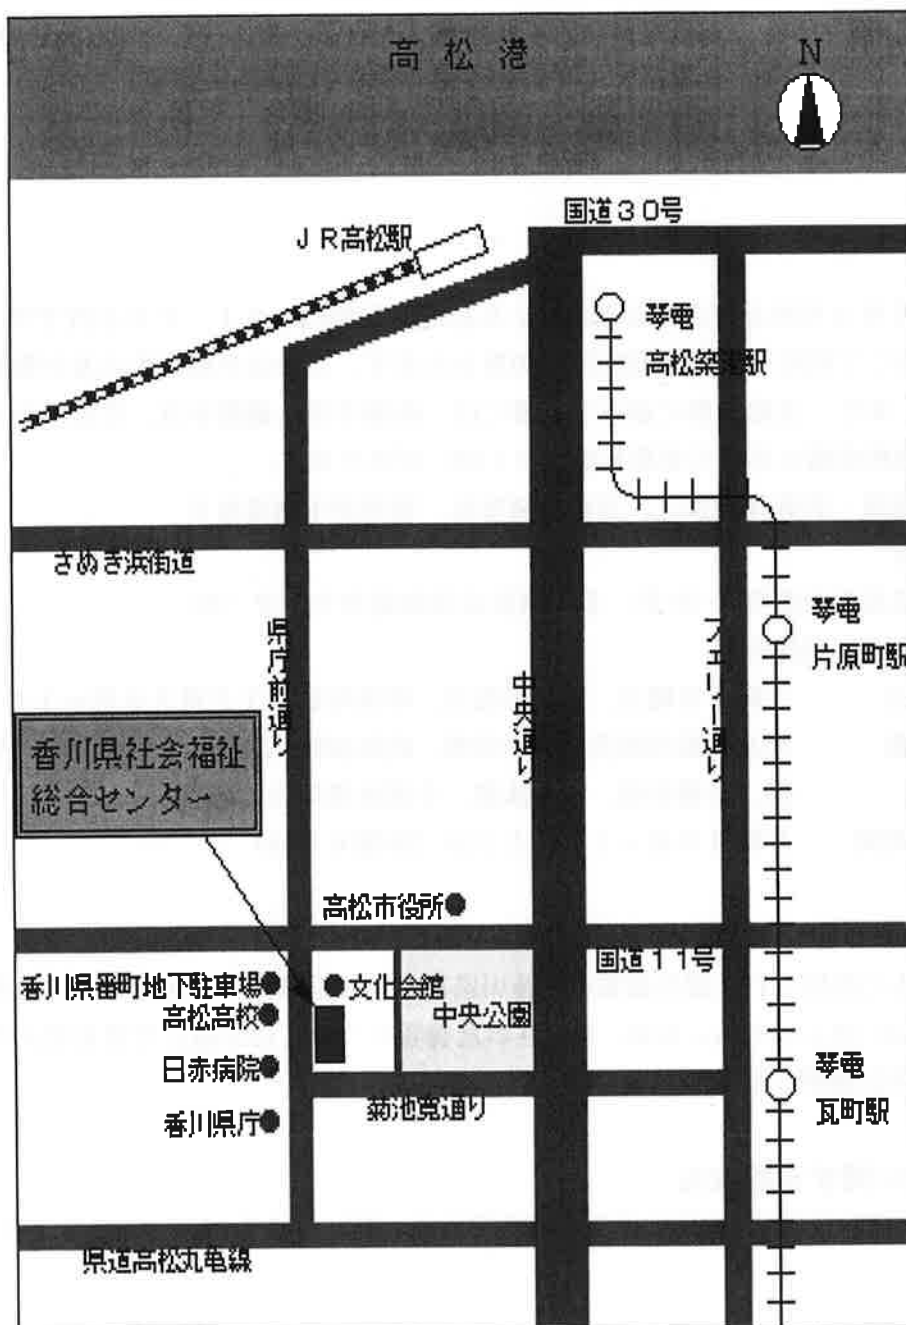 高松港
N
国道30号
JR高松駅
琴電
高松築港駅
さぬき浜街道
琴電
片原町駅
県庁前通り
中央通り
フェリー通り
香川県社会福祉
総合センター
高松市役所
国道11号
香川県番町地下駐車場
文化会館
高松高校
中央公園
日赤病院
琴電
瓦町駅
菊池寛通り
香川県庁
県道高松丸亀線